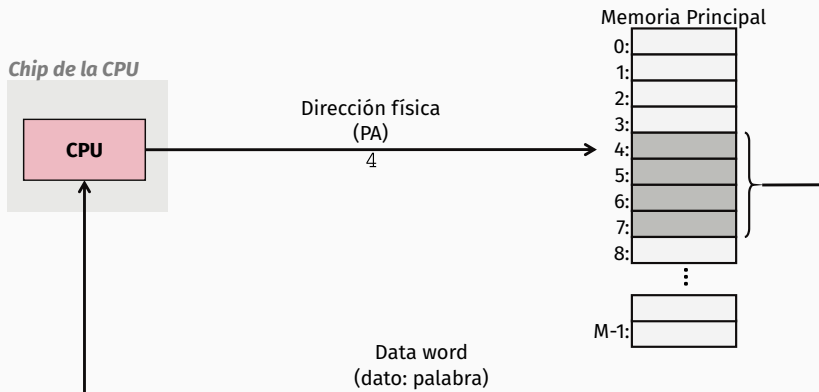 Memoria Principal
0:
1:
2:
3:
4:
5:
6:
7:
8:
M-1:
Chip de la CPU
CPU
Dirección física
(PA)
4
Data word
(dato: palabra)